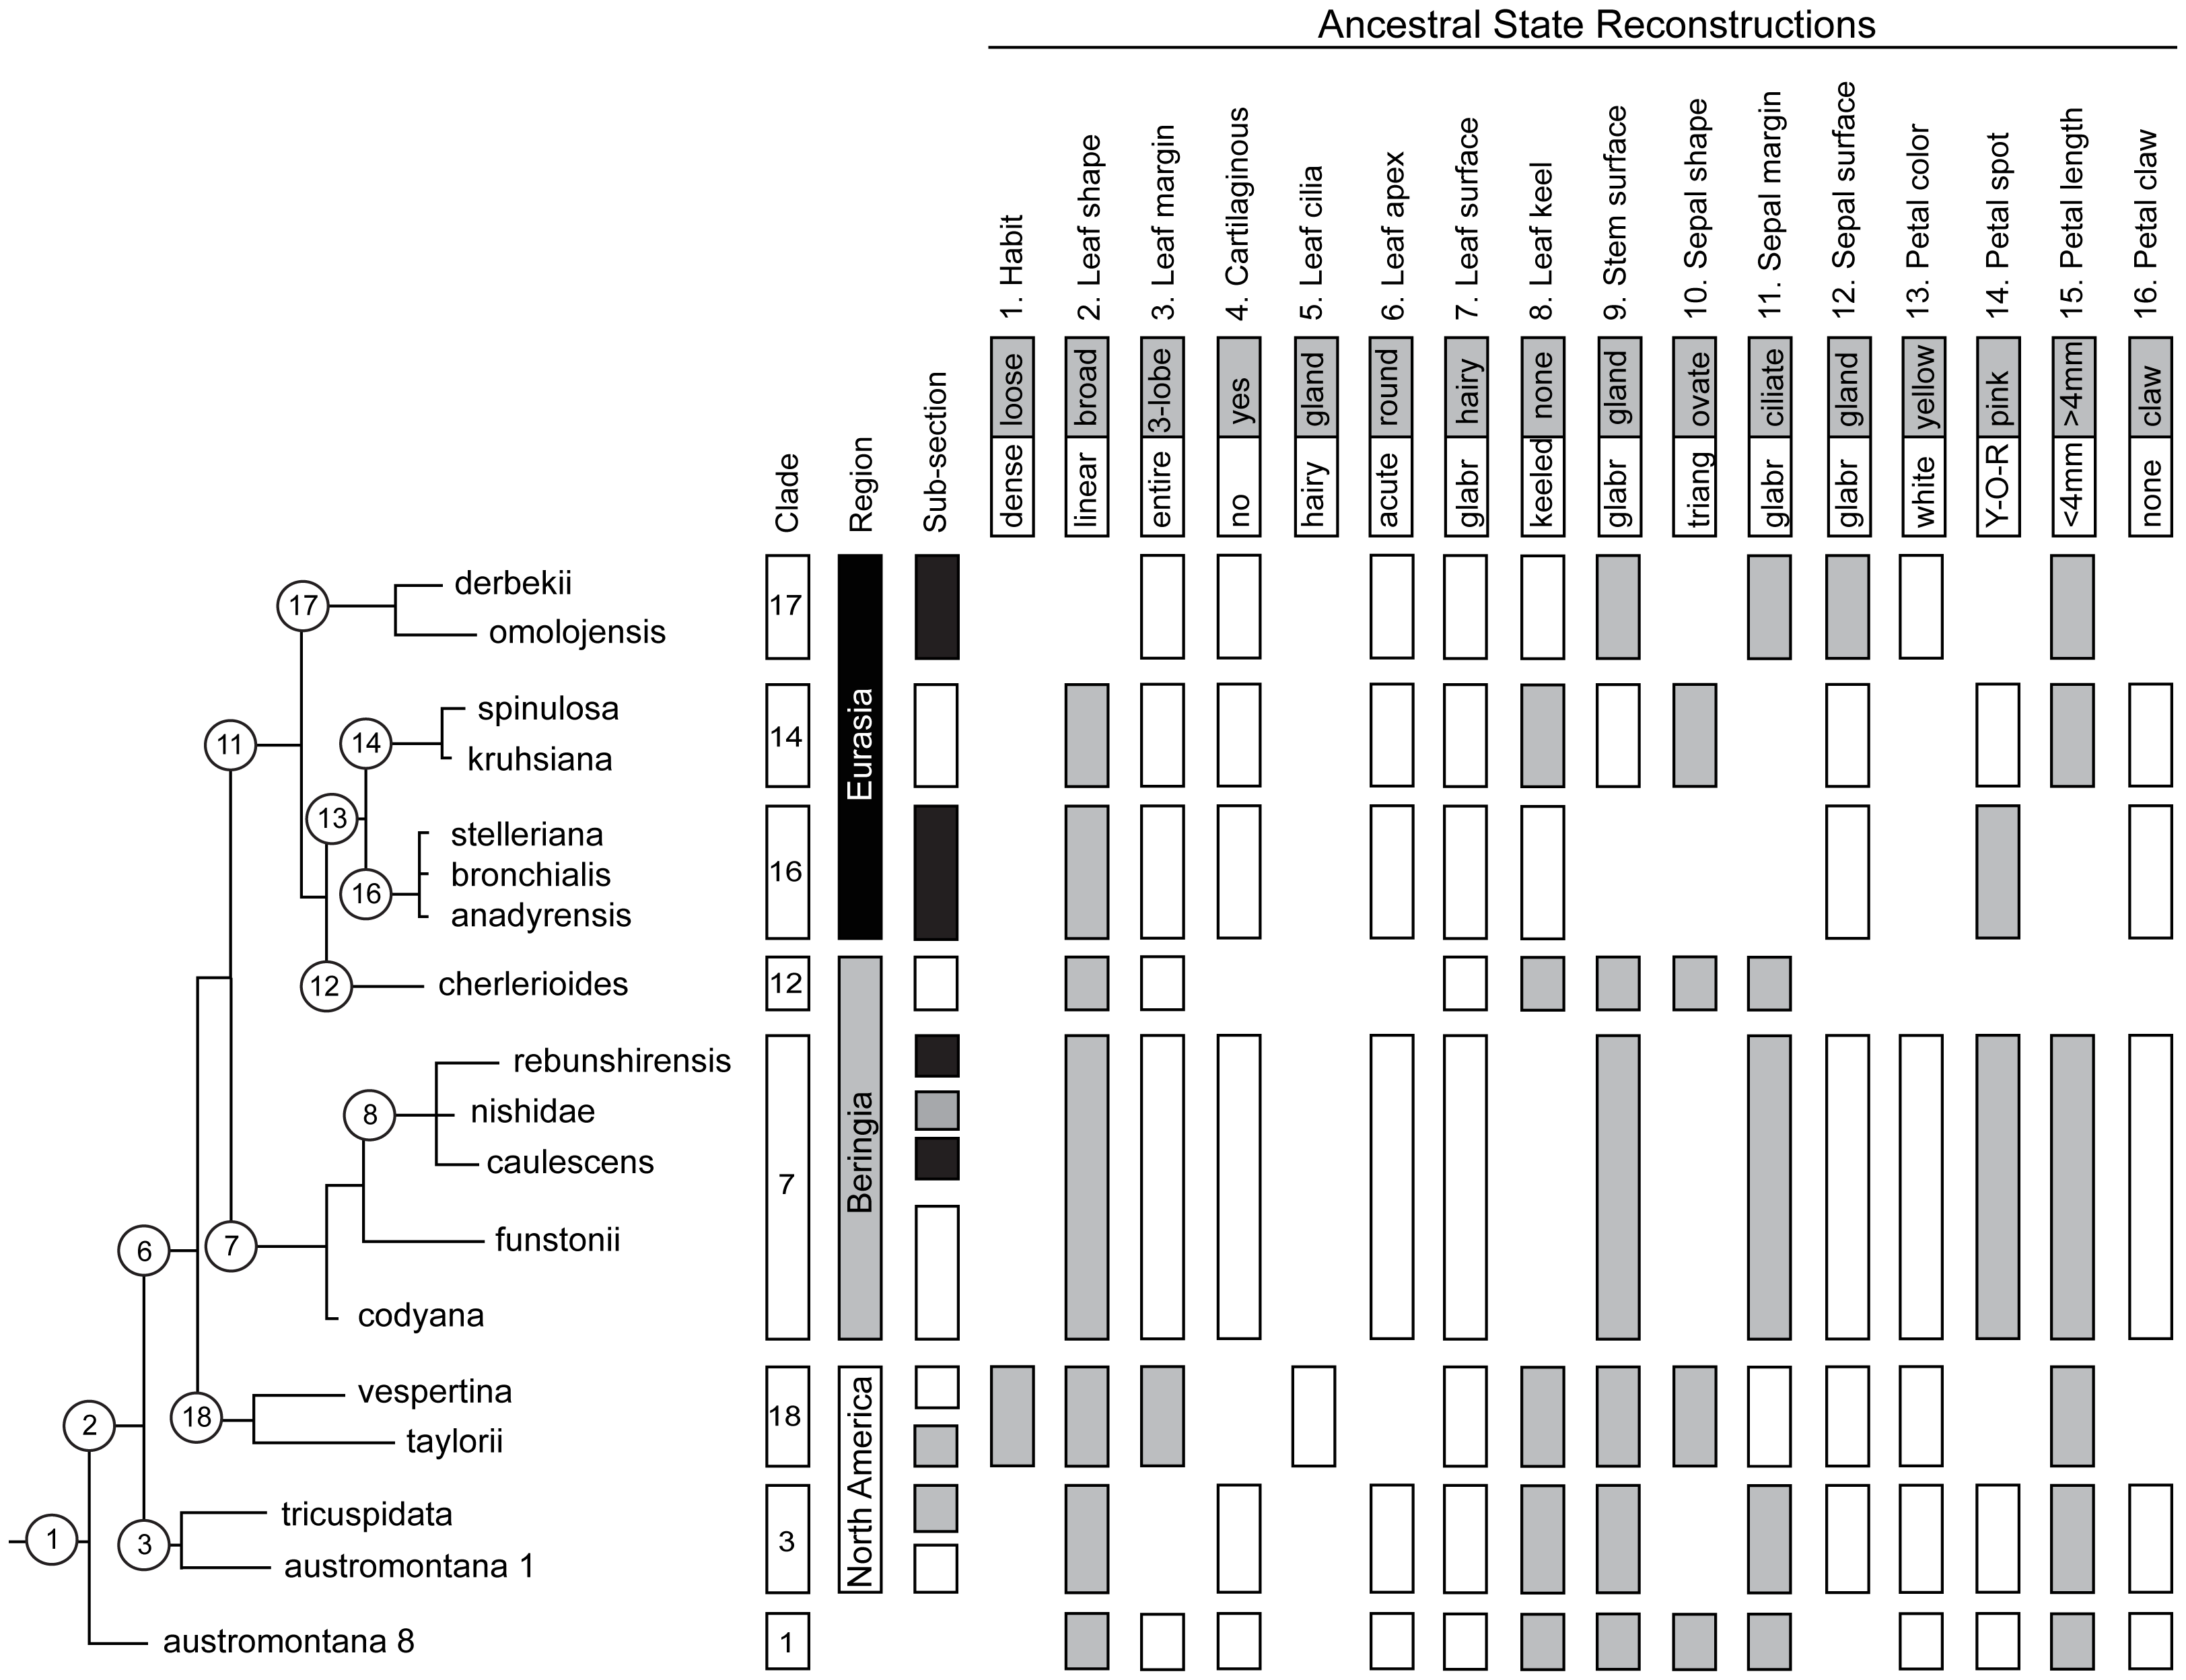 Ancestral State Reconstructions
Clade
Region
Sub-section
1. Habit
2. Leaf shape
3. Leaf margin
4. Cartilaginous
5. Leaf cilia
6. Leaf apex
7. Leaf surface
8. Leaf keel
9. Stem surface
10. Sepal shape
11. Sepal margin
12. Sepal surface
13. Petal color
14. Petal spot
15. Petal length
16. Petal claw
loose
broad
3-lobe
yes
gland
round
hairy
none
gland
ovate
ciliate
gland
yellow
pink
>4mm
claw
dense
linear
entire
no
hairy
acute
glabr
keeled
glabr
triang
glabr
glabr
white
Y-O-R
<4mm
none
derbekii
17
17
omolojensis
Eurasia
spinulosa
11
14
14
kruhsiana
13
stelleriana
bronchialis
16
16
anadyrensis
12
cherlerioides
12
Beringia
rebunshirensis
8
nishidae
caulescens
7
6
7
funstonii
codyana
North America
vespertina
18
18
2
taylorii
tricuspidata
1
3
3
austromontana 1
austromontana 8
1